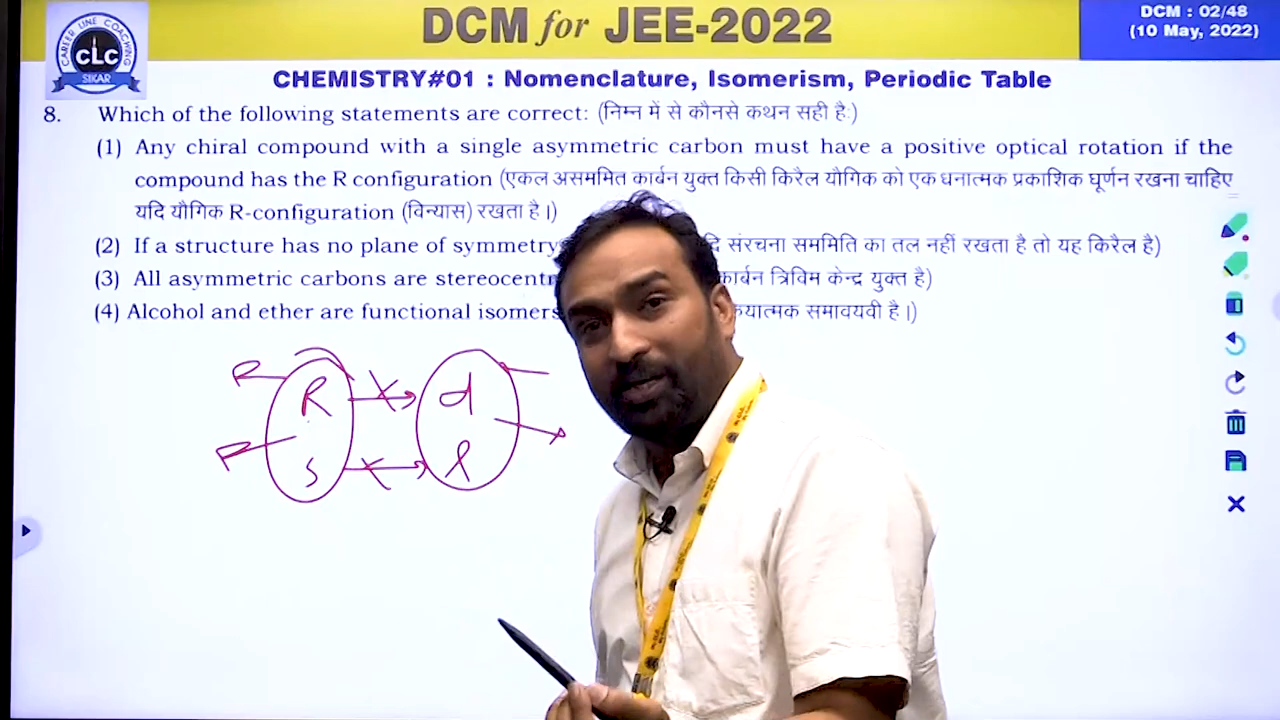 CAREER LINE COACHING
CLC
SIKAR
DCM for JEE-2022
DCM : 02/48
(10 May, 2022)
CHEMISTRY#01 : Nomenclature, Isomerism, Periodic Table
8. Which of the following statements are correct: (निम्न में से कौनसे कथन सही है:)
(1) Any chiral compound with a single asymmetric carbon must have a positive optical rotation if the
compound has the R configuration (एकल असममित कार्बन युक्त किसी किरैल यौगिक को एक धनात्मक प्रकाशिक घूर्णन रखना चाहिए
यदि यौगिक R-configuration (विन्यास) रखता है।)
(2) If a structure has no plane of symmetry संरचना सममिति का तल नहीं रखता है तो यह किरैल है)
(3) All asymmetric carbons are कार्बन त्रिविम केन्द्र युक्त है)
(4) Alcohol and ether are functional isomers समावयवी है।)
R d
S l